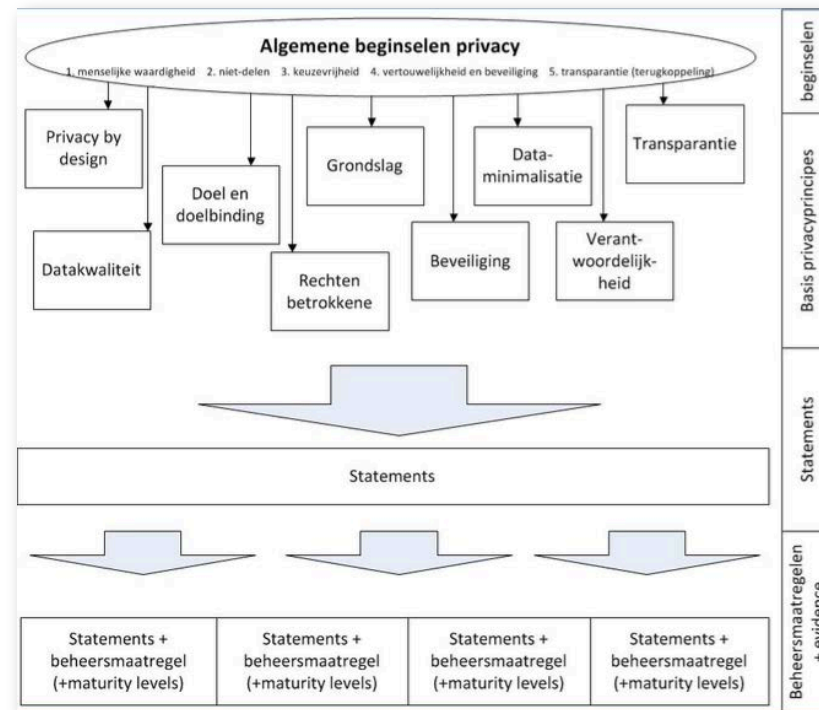 Algemene beginselen privacy
1. menselijke waardigheid 2. niet-delen 3. keuzevrijheid 4. vertouwelijkheid en beveiliging 5. transparantie (terugkoppeling)
beginselen
Privacy by
design
Datakwaliteit
Doel en
doelbinding
Rechten
betrokkene
Grondslag
Beveiliging
Data-
minimalisatie
Verant-
woordelijk-
heid
Transparantie
Basis privacyprincipes
Statements
Statements
Statements +
beheersmaatregel
(+maturity levels)
Statements +
beheersmaatregel
(+maturity levels)
Statements +
beheersmaatregel
(+maturity levels)
Statements +
beheersmaatregel
(+maturity levels)
Beheersmaatregelen
+ evidence